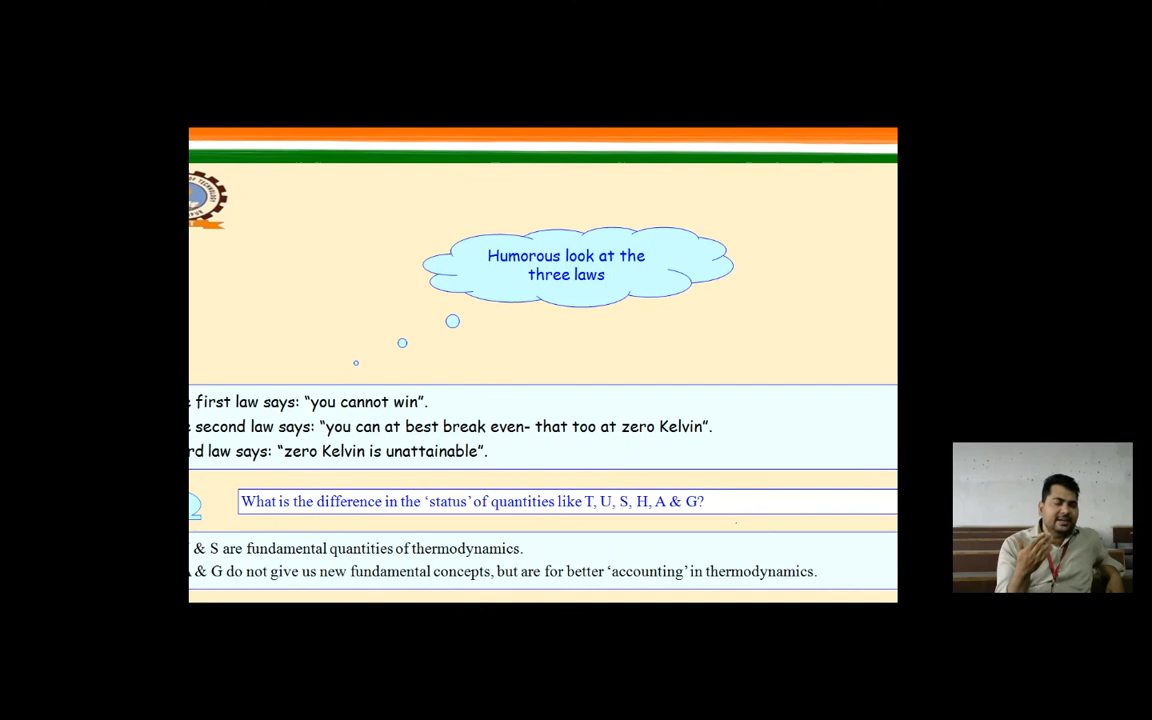 OF TECHNOLOGY
Humorous look at the
three laws
first law says: “you cannot win”.
second law says: “you can at best break even- that too at zero Kelvin”.
law says: “zero Kelvin is unattainable”.
What is the difference in the ‘status’ of quantities like T, U, S, H, A & G?
& S are fundamental quantities of thermodynamics.
& G do not give us new fundamental concepts, but are for better ‘accounting’ in thermodynamics.